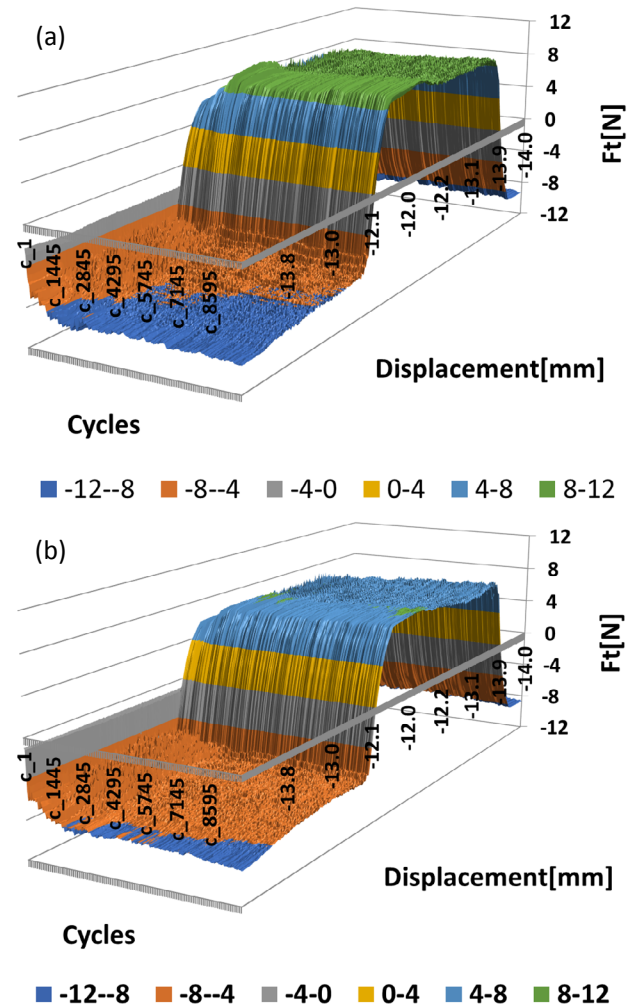 (a)
12
8
4
0
-4
-8
-12
Ft[N]
-13.8
-13.0
-12.1
-12.0
-12.2
-13.1
-13.9
-14.0
c_1
c_1445
c_2845
c_4295
c_5745
c_7145
c_8595
Displacement[mm]
Cycles
-12--8 -8--4 -4-0 0-4 4-8 8-12
(b)
12
8
4
0
-4
-8
-12
Ft[N]
-13.8
-13.0
-12.1
-12.0
-12.2
-13.1
-13.9
-14.0
c_1
c_1445
c_2845
c_4295
c_5745
c_7145
c_8595
Displacement[mm]
Cycles
-12--8 -8--4 -4-0 0-4 4-8 8-12